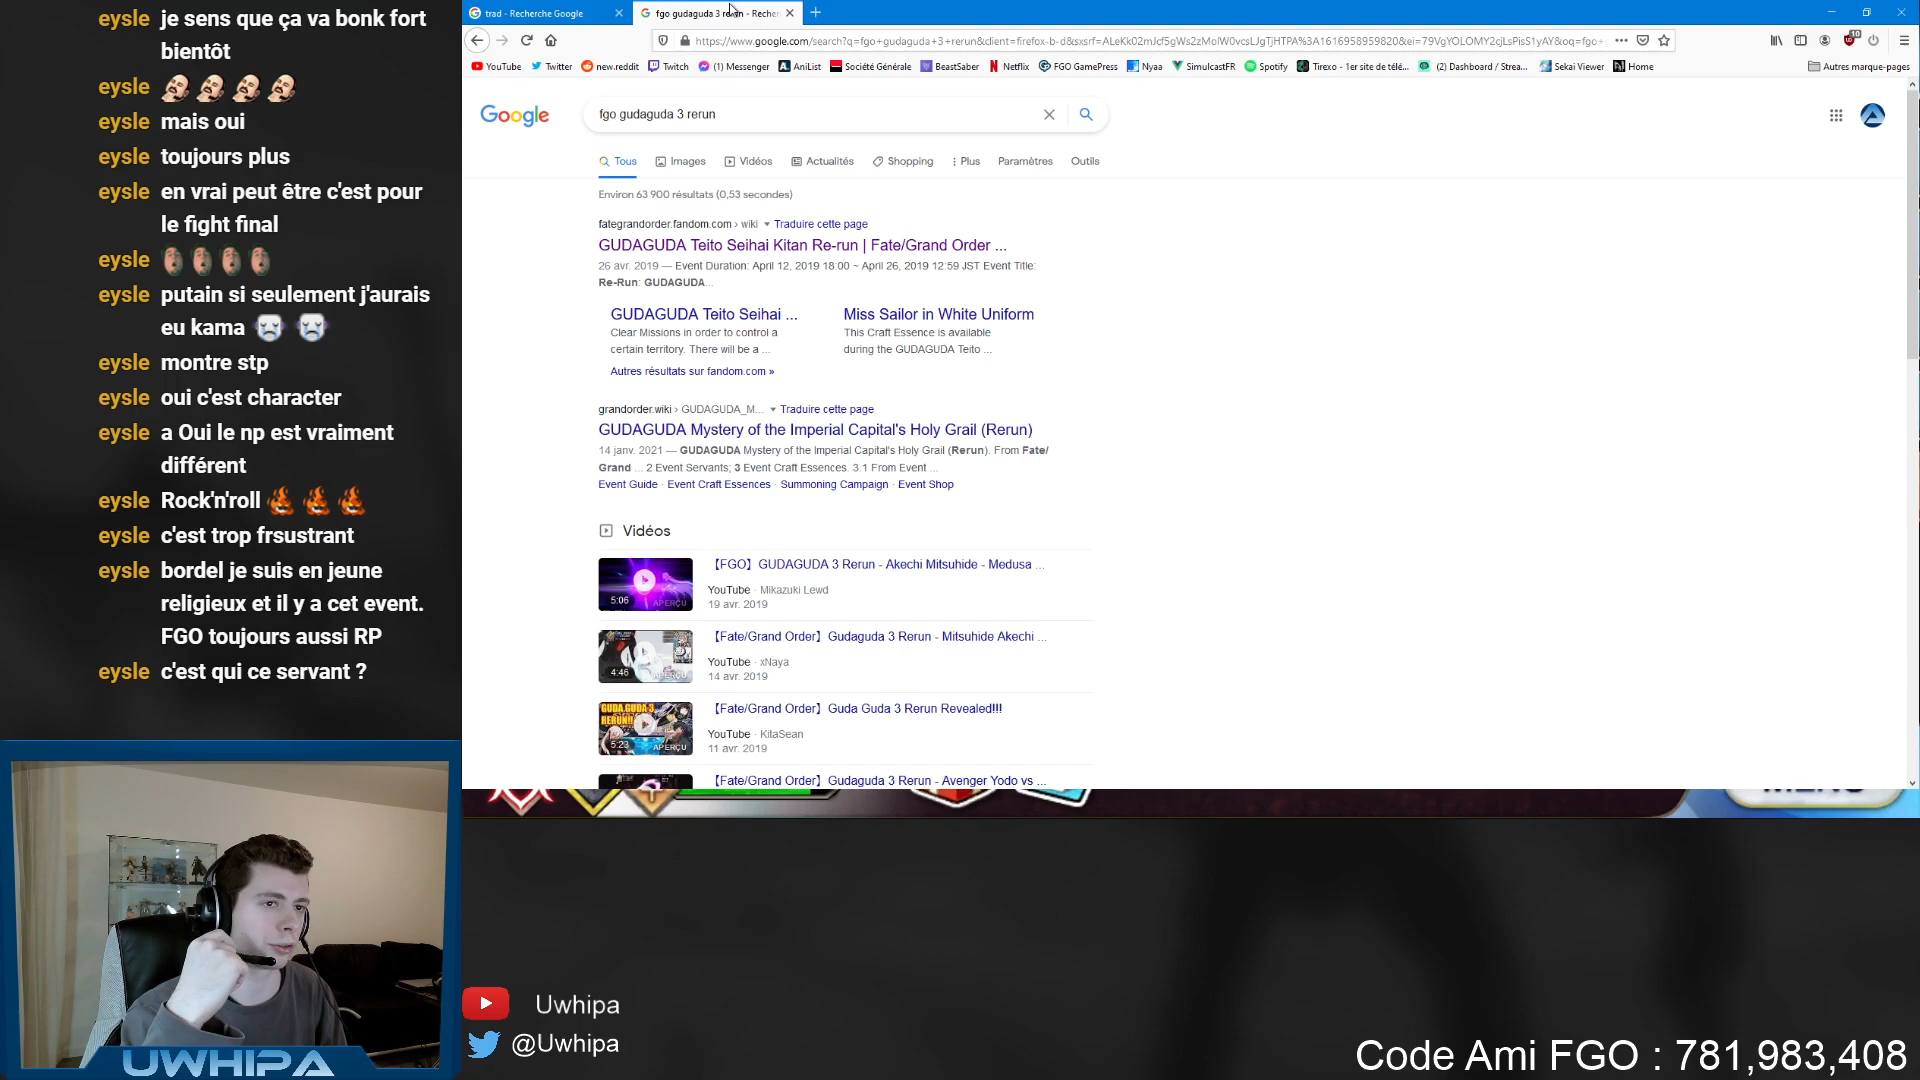 eysle je sens que ça va bonk fort
bientôt
eysle
eysle mais oui
eysle toujours plus
eysle en vrai peut être c'est pour
le fight final
eysle
eysle putain si seulement j'aurais
eu kama
eysle montre stp
eysle oui c'est character
eysle a Oui le np est vraiment
différent
eysle Rock'n'roll
eysle c'est trop frsustrant
eysle bordel je suis en jeune
religieux et il y a cet event.
FGO toujours aussi RP
eysle c'est qui ce servant ?
UWHIPA
trad - Recherche Google
fgo gudaguda 3 rerun - Recher
YouTube Twitter new.reddit Twitch (1) Messenger AniList Société Générale BeastSaber Netflix FGO GamePress Nyaa SimulcastFR Spotify Tirexo - 1er site de télé... (2) Dashboard / Strea... Sekai Viewer Home Autres marque-pages
Google
fgo gudaguda 3 rerun
Tous Images Vidéos Actualités Shopping Plus Paramètres Outils
Environ 63 900 résultats (0,53 secondes)
fategrandorder.fandom.com › wiki Traduire cette page
GUDAGUDA Teito Seihai Kitan Re-run | Fate/Grand Order ...
26 avr. 2019 — Event Duration: April 12, 2019 18:00 ~ April 26, 2019 12:59 JST Event Title:
Re-Run: GUDAGUDA...
GUDAGUDA Teito Seihai ... Miss Sailor in White Uniform
Clear Missions in order to control a This Craft Essence is available
certain territory. There will be a ... during the GUDAGUDA Teito ...
Autres résultats sur fandom.com »
grandorder.wiki › GUDAGUDA_M... Traduire cette page
GUDAGUDA Mystery of the Imperial Capital's Holy Grail (Rerun)
14 janv. 2021 — GUDAGUDA Mystery of the Imperial Capital's Holy Grail (Rerun). From Fate/
Grand ... 2 Event Servants; 3 Event Craft Essences. 3.1 From Event ...
Event Guide · Event Craft Essences · Summoning Campaign · Event Shop
Vidéos
【FGO】GUDAGUDA 3 Rerun - Akechi Mitsuhide - Medusa ...
YouTube · Mikazuki Lewd
19 avr. 2019
5:06 APERÇU
【Fate/Grand Order】Gudaguda 3 Rerun - Mitsuhide Akechi ...
YouTube · xNaya
14 avr. 2019
4:46 APERÇU
【Fate/Grand Order】Guda Guda 3 Rerun Revealed!!!
YouTube · KitaSean
11 avr. 2019
GUDA GUDA 3
RERUN!!
5:23 APERÇU
【Fate/Grand Order】Gudaguda 3 Rerun - Avenger Yodo vs ...
Uwhipa
@Uwhipa
Code Ami FGO : 781,983,408